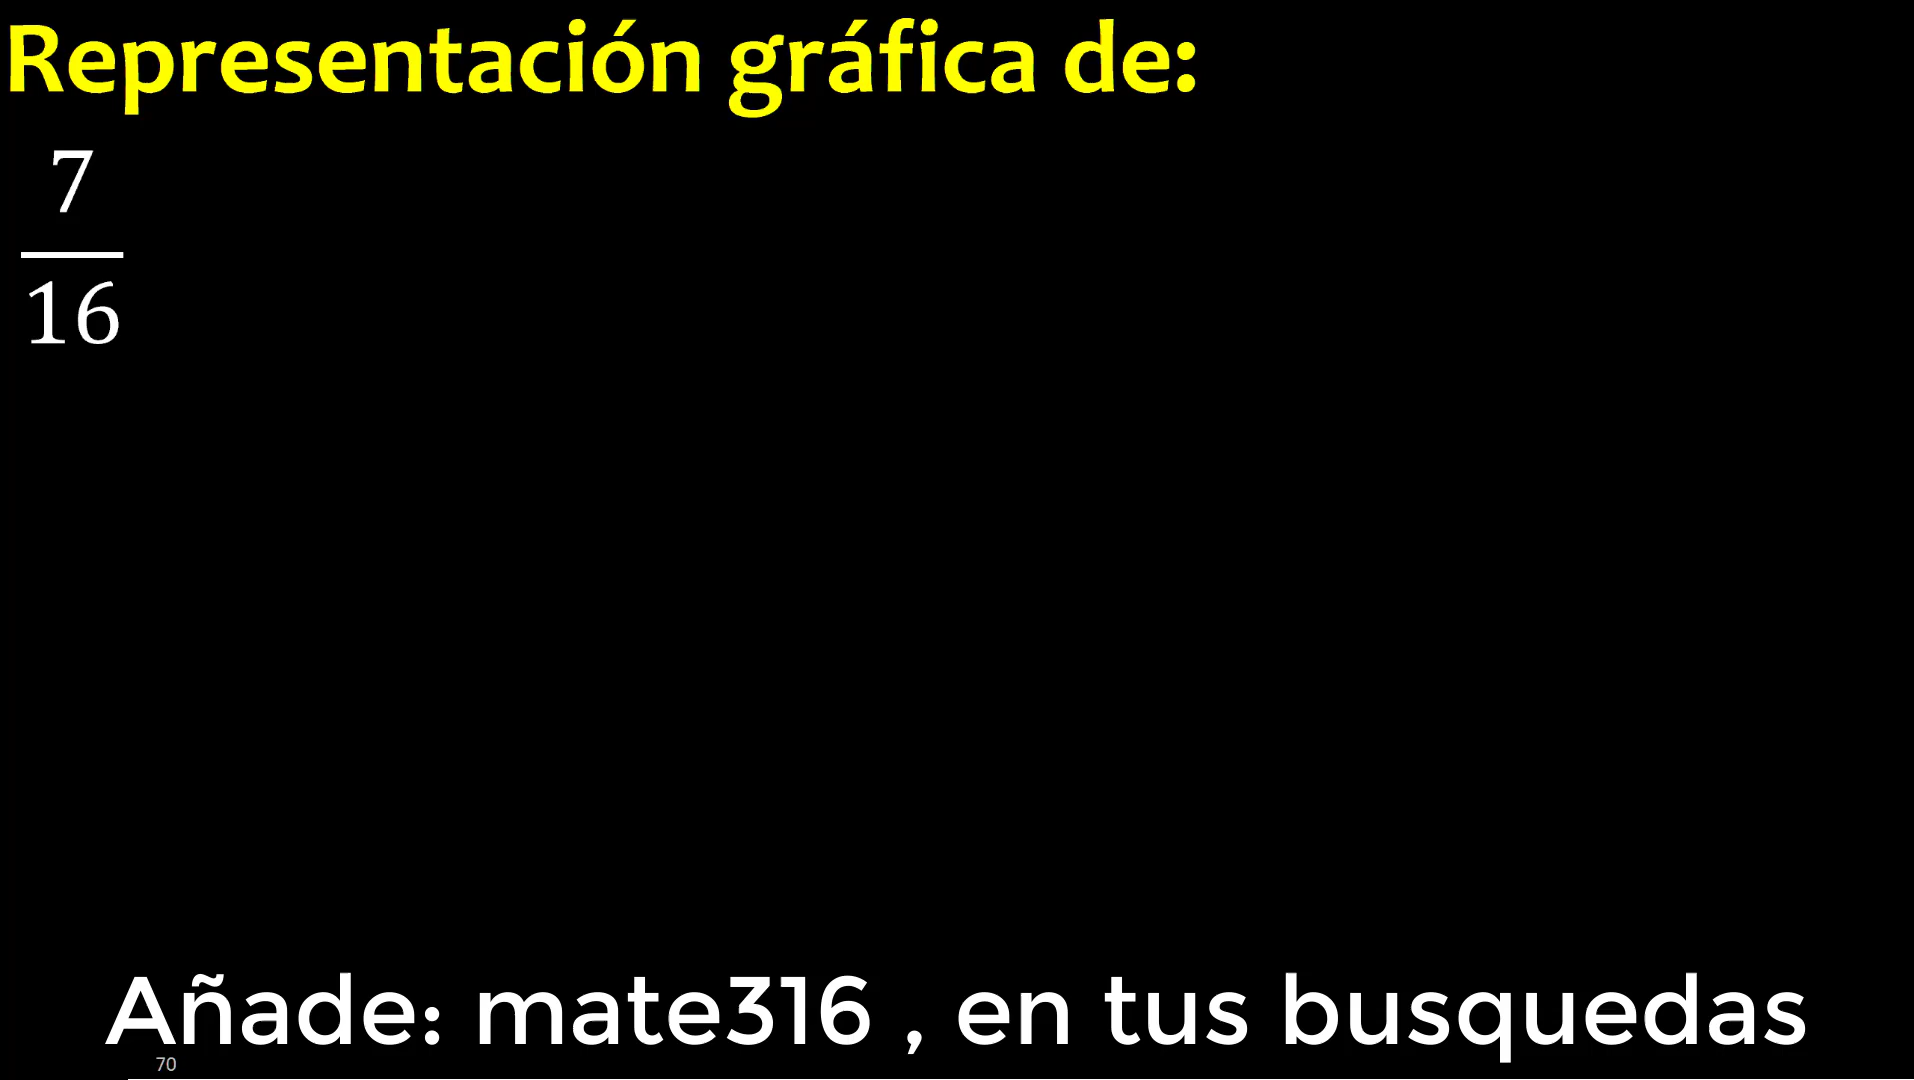 Representación gráfica de:
7
16
Añade: mate316 , en tus busquedas
70